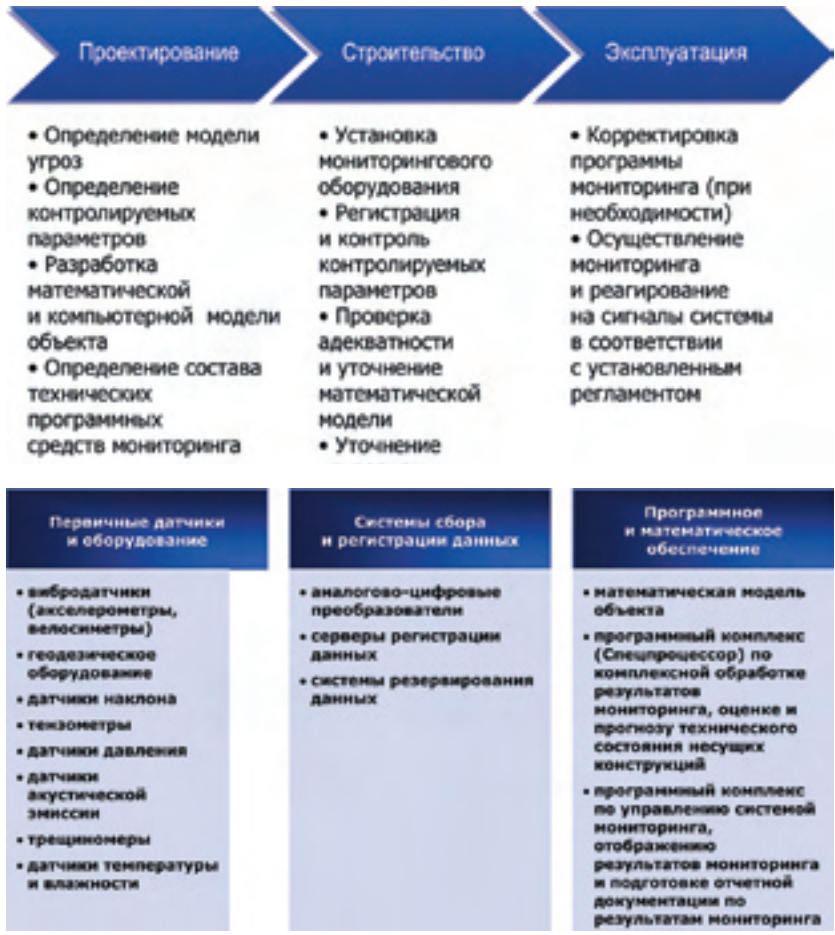 Проектирование
Строительство
Эксплуатация
• Определение модели
угроз
• Определение
контролируемых
параметров
• Разработка
математической
и компьютерной модели
объекта
• Определение состава
технических
программных
средств мониторинга
• Установка
мониторингового
оборудования
• Регистрация
и контроль
контролируемых
параметров
• Проверка
адекватности
и уточнение
математической
модели
• Уточнение
• Корректировка
программы
мониторинга (при
необходимости)
• Осуществление
мониторинга
и реагирование
на сигналы системы
в соответствии
с установленным
регламентом
Первичные датчики
и оборудование
• вибродатчики
(акселерометры,
велосиметры)
• геодезическое
оборудование
• датчики наклона
• тензометры
• датчики давления
• датчики
акустической
эмиссии
• трещиномеры
• датчики температуры
и влажности
Системы сбора
и регистрации данных
• аналогово-цифровые
преобразователи
• серверы регистрации
данных
• системы резервирования
данных
Программное
и математическое
обеспечение
• математическая модель
объекта
• программный комплекс
(Спецпроцессор) по
комплексной обработке
результатов
мониторинга, оценке и
прогнозу технического
состояния несущих
конструкций
• программный комплекс
по управлению системой
мониторинга,
отображению
результатов мониторинга
и подготовке отчетной
документации по
результатам мониторинга